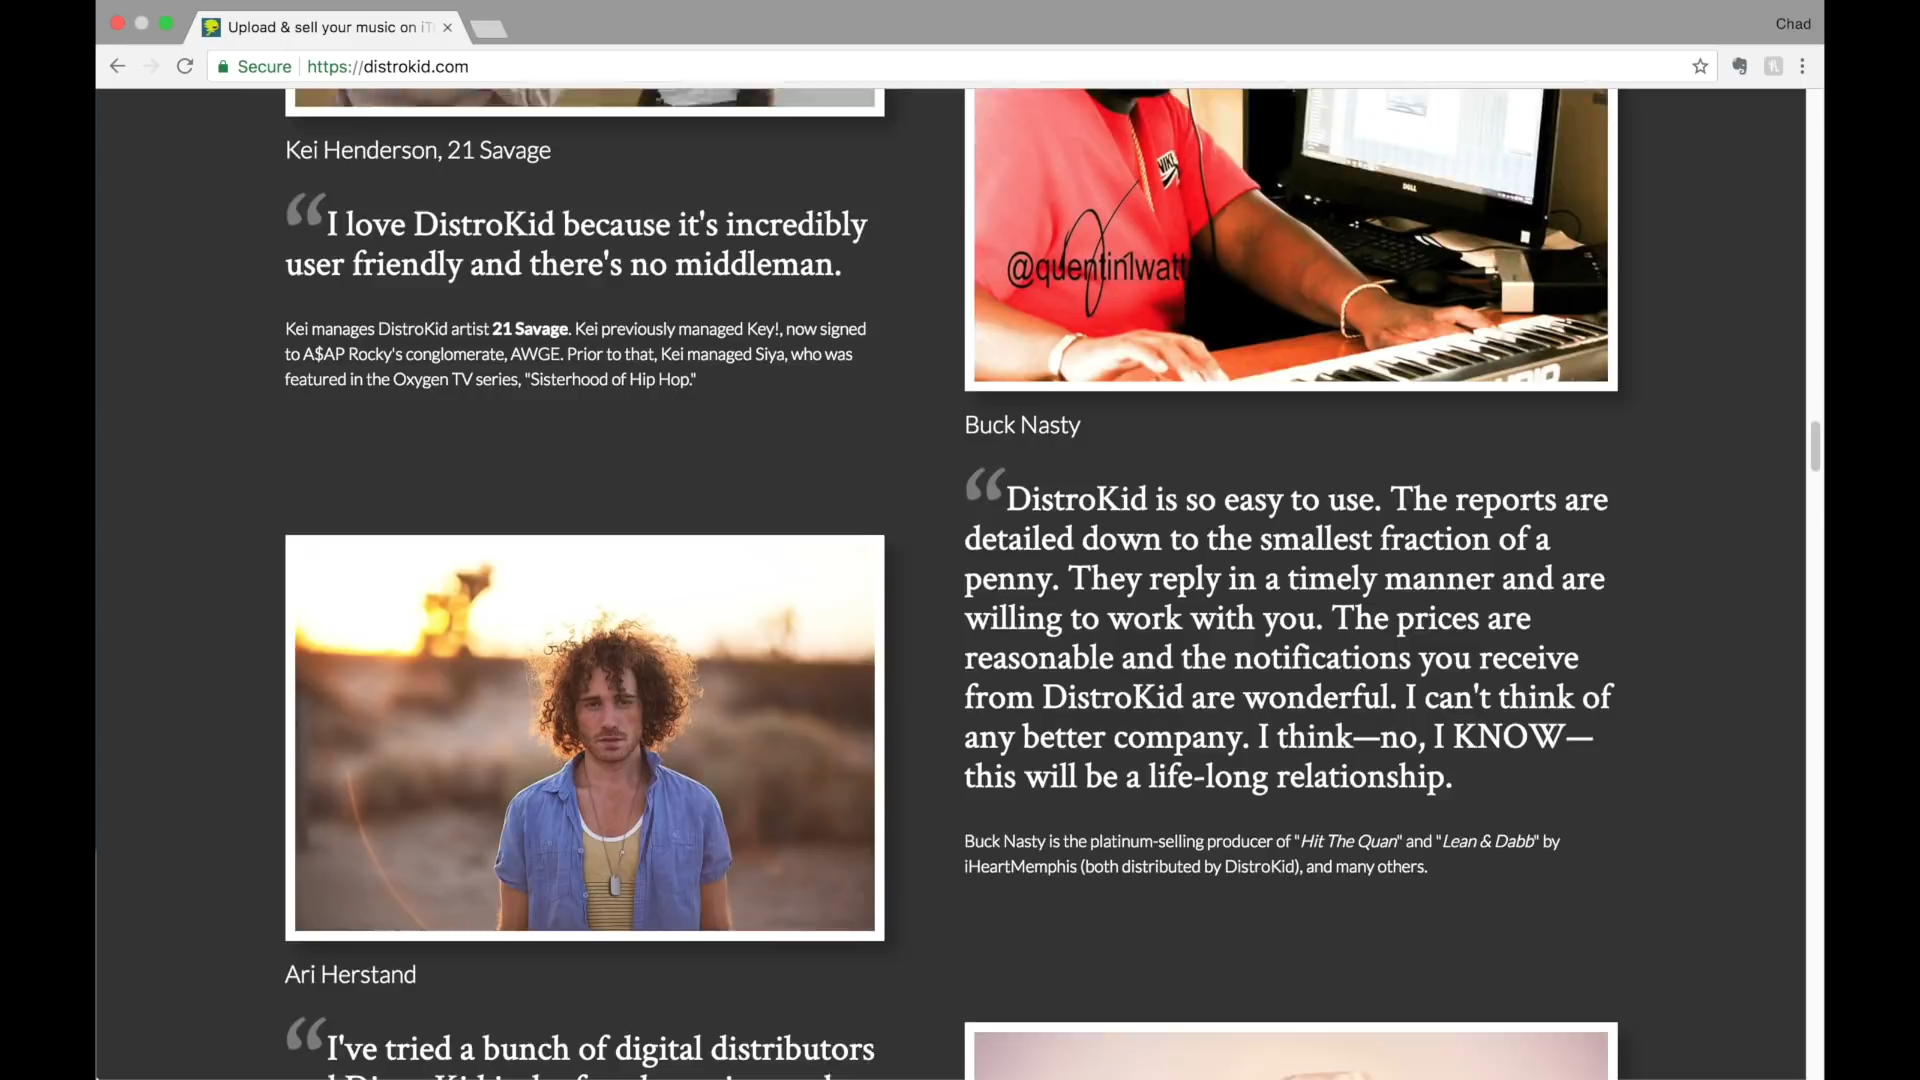 Chad
Upload & sell your music on iT
Secure https://distrokid.com
Kei Henderson, 21 Savage
“I love DistroKid because it's incredibly
user friendly and there's no middleman.
Kei manages DistroKid artist 21 Savage. Kei previously managed Key!, now signed
to A$AP Rocky's conglomerate, AWGE. Prior to that, Kei managed Siya, who was
featured in the Oxygen TV series, "Sisterhood of Hip Hop."
Ari Herstand
“I've tried a bunch of digital distributors
NIKE
DELL
@quentinlwatt
Buck Nasty
“DistroKid is so easy to use. The reports are
detailed down to the smallest fraction of a
penny. They reply in a timely manner and are
willing to work with you. The prices are
reasonable and the notifications you receive
from DistroKid are wonderful. I can't think of
any better company. I think—no, I KNOW—
this will be a life-long relationship.
Buck Nasty is the platinum-selling producer of "Hit The Quan" and "Lean & Dabb" by
iHeartMemphis (both distributed by DistroKid), and many others.